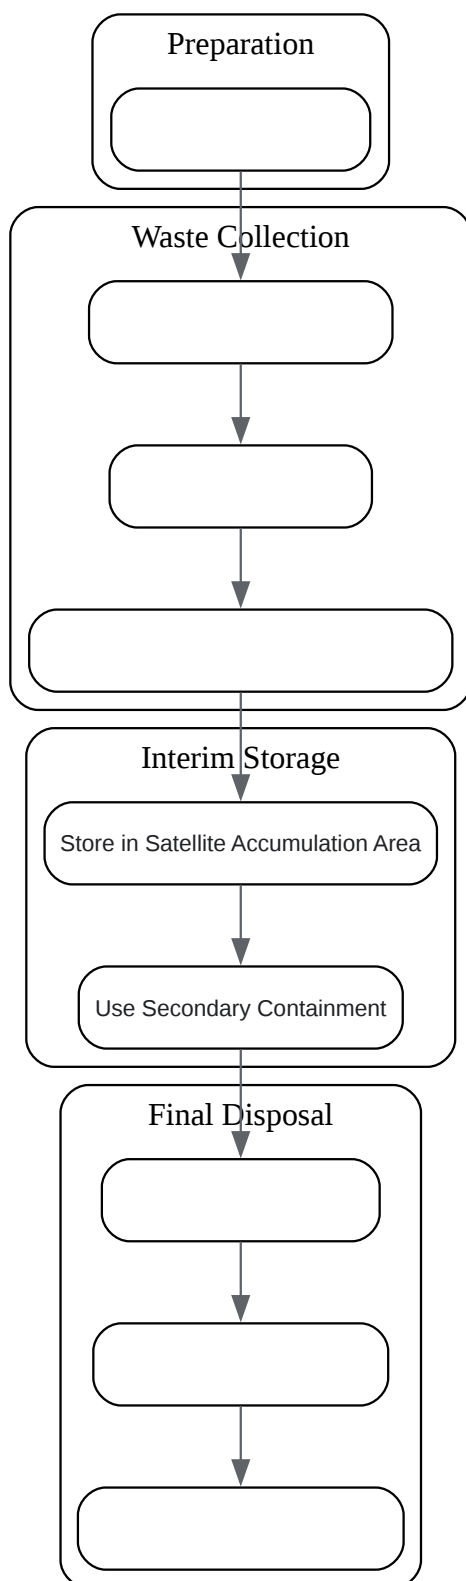 Preparation
Waste Collection
Interim Storage
Store in Satellite Accumulation Area
Use Secondary Containment
Final Disposal